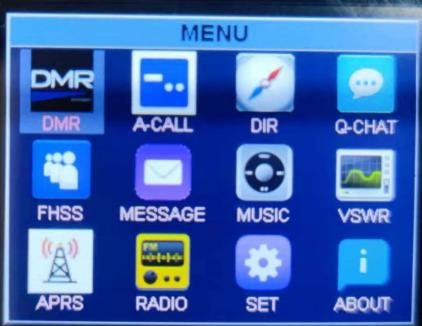 MENU
DMR
DMR
A-CALL
DIR
Q-CHAT
FHSS
MESSAGE
MUSIC
VSWR
FM
APRS
RADIO
SET
ABOUT